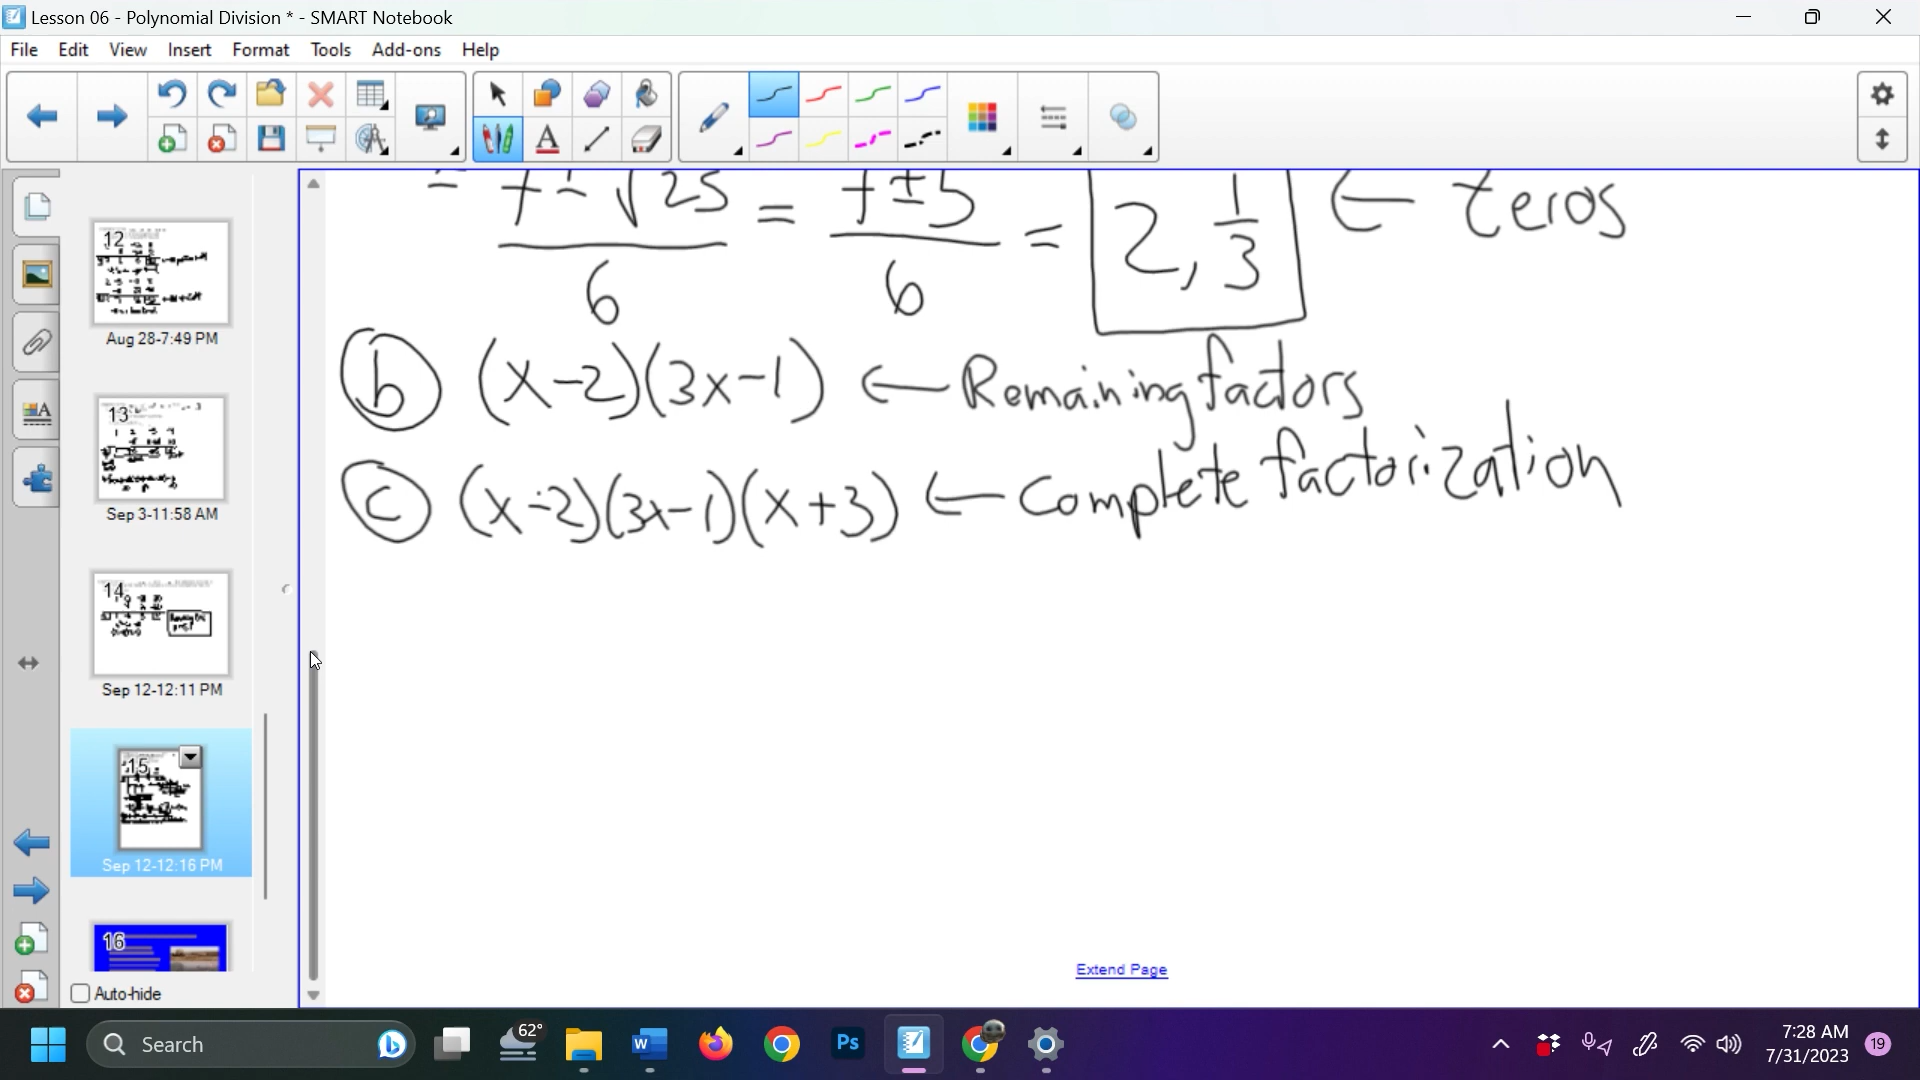 Lesson 06 - Polynomial Division * - SMART Notebook
File Edit View Insert Format Tools Add-ons Help
= 7 ± √25 / 6 = 7 ± 5 / 6 = 2, 1/3 ← zeros
b (x-2)(3x-1) ← Remaining factors
c (x-2)(3x-1)(x+3) ← Complete factorization
12
Aug 28-7:49 PM
13
Sep 3-11:58 AM
14
Sep 12-12:11 PM
15
Sep 12-12:16 PM
16
Auto-hide
Extend Page
Search
62°
W
Ps
7:28 AM
7/31/2023
19